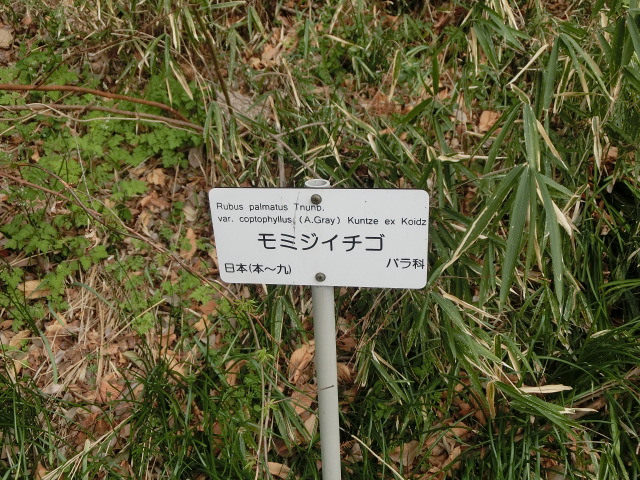 Rubus palmatus Thunb.
var. coptophyllus (A.Gray) Kuntze ex Koidz
モミジイチゴ
日本(本～九) バラ科